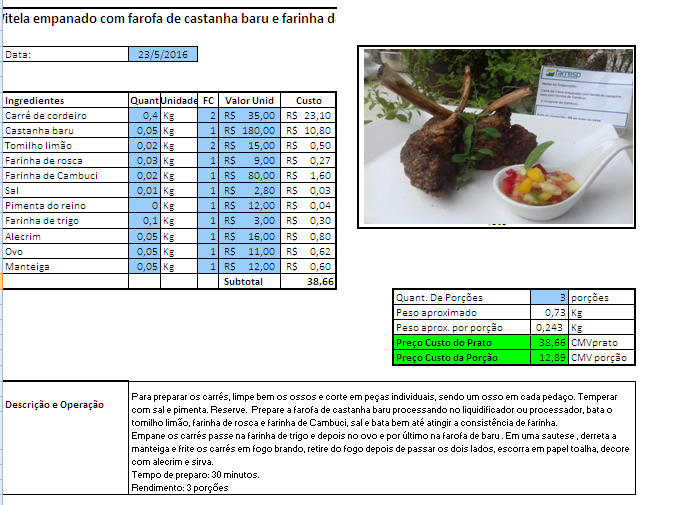 Vitela empanado com farofa de castanha baru e farinha d
Data: 23/5/2016
Ingredientes Quant Unidade FC Valor Unid Custo
Carré de cordeiro 0,4 Kg 2 R$ 35,00 R$ 23,10
Castanha baru 0,05 Kg 1 R$ 180,00 R$ 10,80
Tomilho limão 0,02 Kg 2 R$ 15,00 R$ 0,50
Farinha de rosca 0,03 Kg 1 R$ 9,00 R$ 0,27
Farinha de Cambuci 0,02 Kg 1 R$ 80,00 R$ 1,60
Sal 0,01 Kg 1 R$ 2,80 R$ 0,03
Pimenta do reino 0 Kg 1 R$ 12,00 R$ 0,04
Farinha de trigo 0,1 Kg 1 R$ 3,00 R$ 0,30
Alecrim 0,05 Kg 1 R$ 16,00 R$ 0,80
Ovo 0,05 Kg 1 R$ 11,00 R$ 0,62
Manteiga 0,05 Kg 1 R$ 12,00 R$ 0,60
Subtotal 38,66
Quant. De Porções 3 porções
Peso aproximado 0,73 Kg
Peso aprox. por porção 0,243 Kg
Preço Custo do Prato 38,66 CMVprato
Preço Custo da Porção 12,89 CMV porção
Descrição e Operação
Para preparar os carrés, limpe bem os ossos e corte em peças individuais, sendo um osso em cada pedaço. Temperar
com sal e pimenta. Reserve. Prepare a farofa de castanha baru processando no liquidificador ou processador, bata o
tomilho limão, farinha de rosca e farinha de Cambuci, sal e bata bem até atingir a consistência de farinha.
Empane os carrés passe na farinha de trigo e depois no ovo e por último na farofa de baru . Em uma sautese , derreta a
manteiga e frite os carrés em fogo brando, retire do fogo depois de passar os dois lados, escorra em papel toalha, decore
com alecrim e sirva.
Tempo de preparo: 30 minutos.
Rendimento: 3 porções